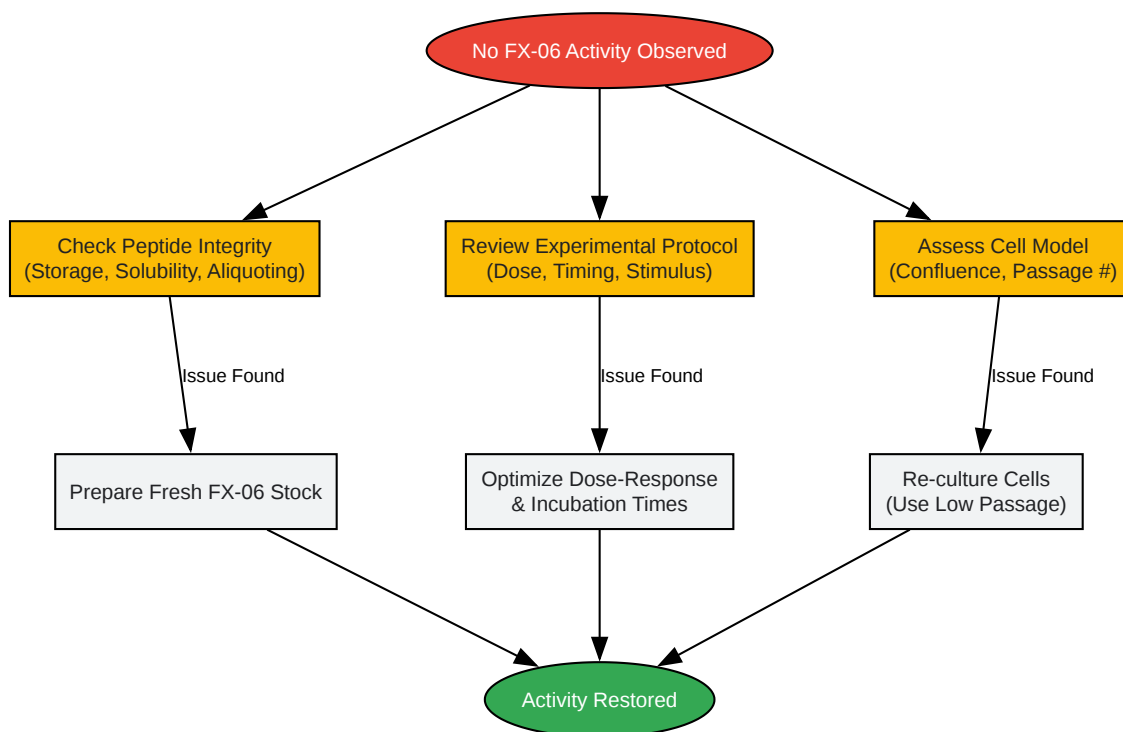 No FX-06 Activity Observed
Check Peptide Integrity
(Storage, Solubility, Aliquoting)
Review Experimental Protocol
(Dose, Timing, Stimulus)
Assess Cell Model
(Confluence, Passage #)
Issue Found
Issue Found
Issue Found
Prepare Fresh FX-06 Stock
Optimize Dose-Response
& Incubation Times
Re-culture Cells
(Use Low Passage)
Activity Restored